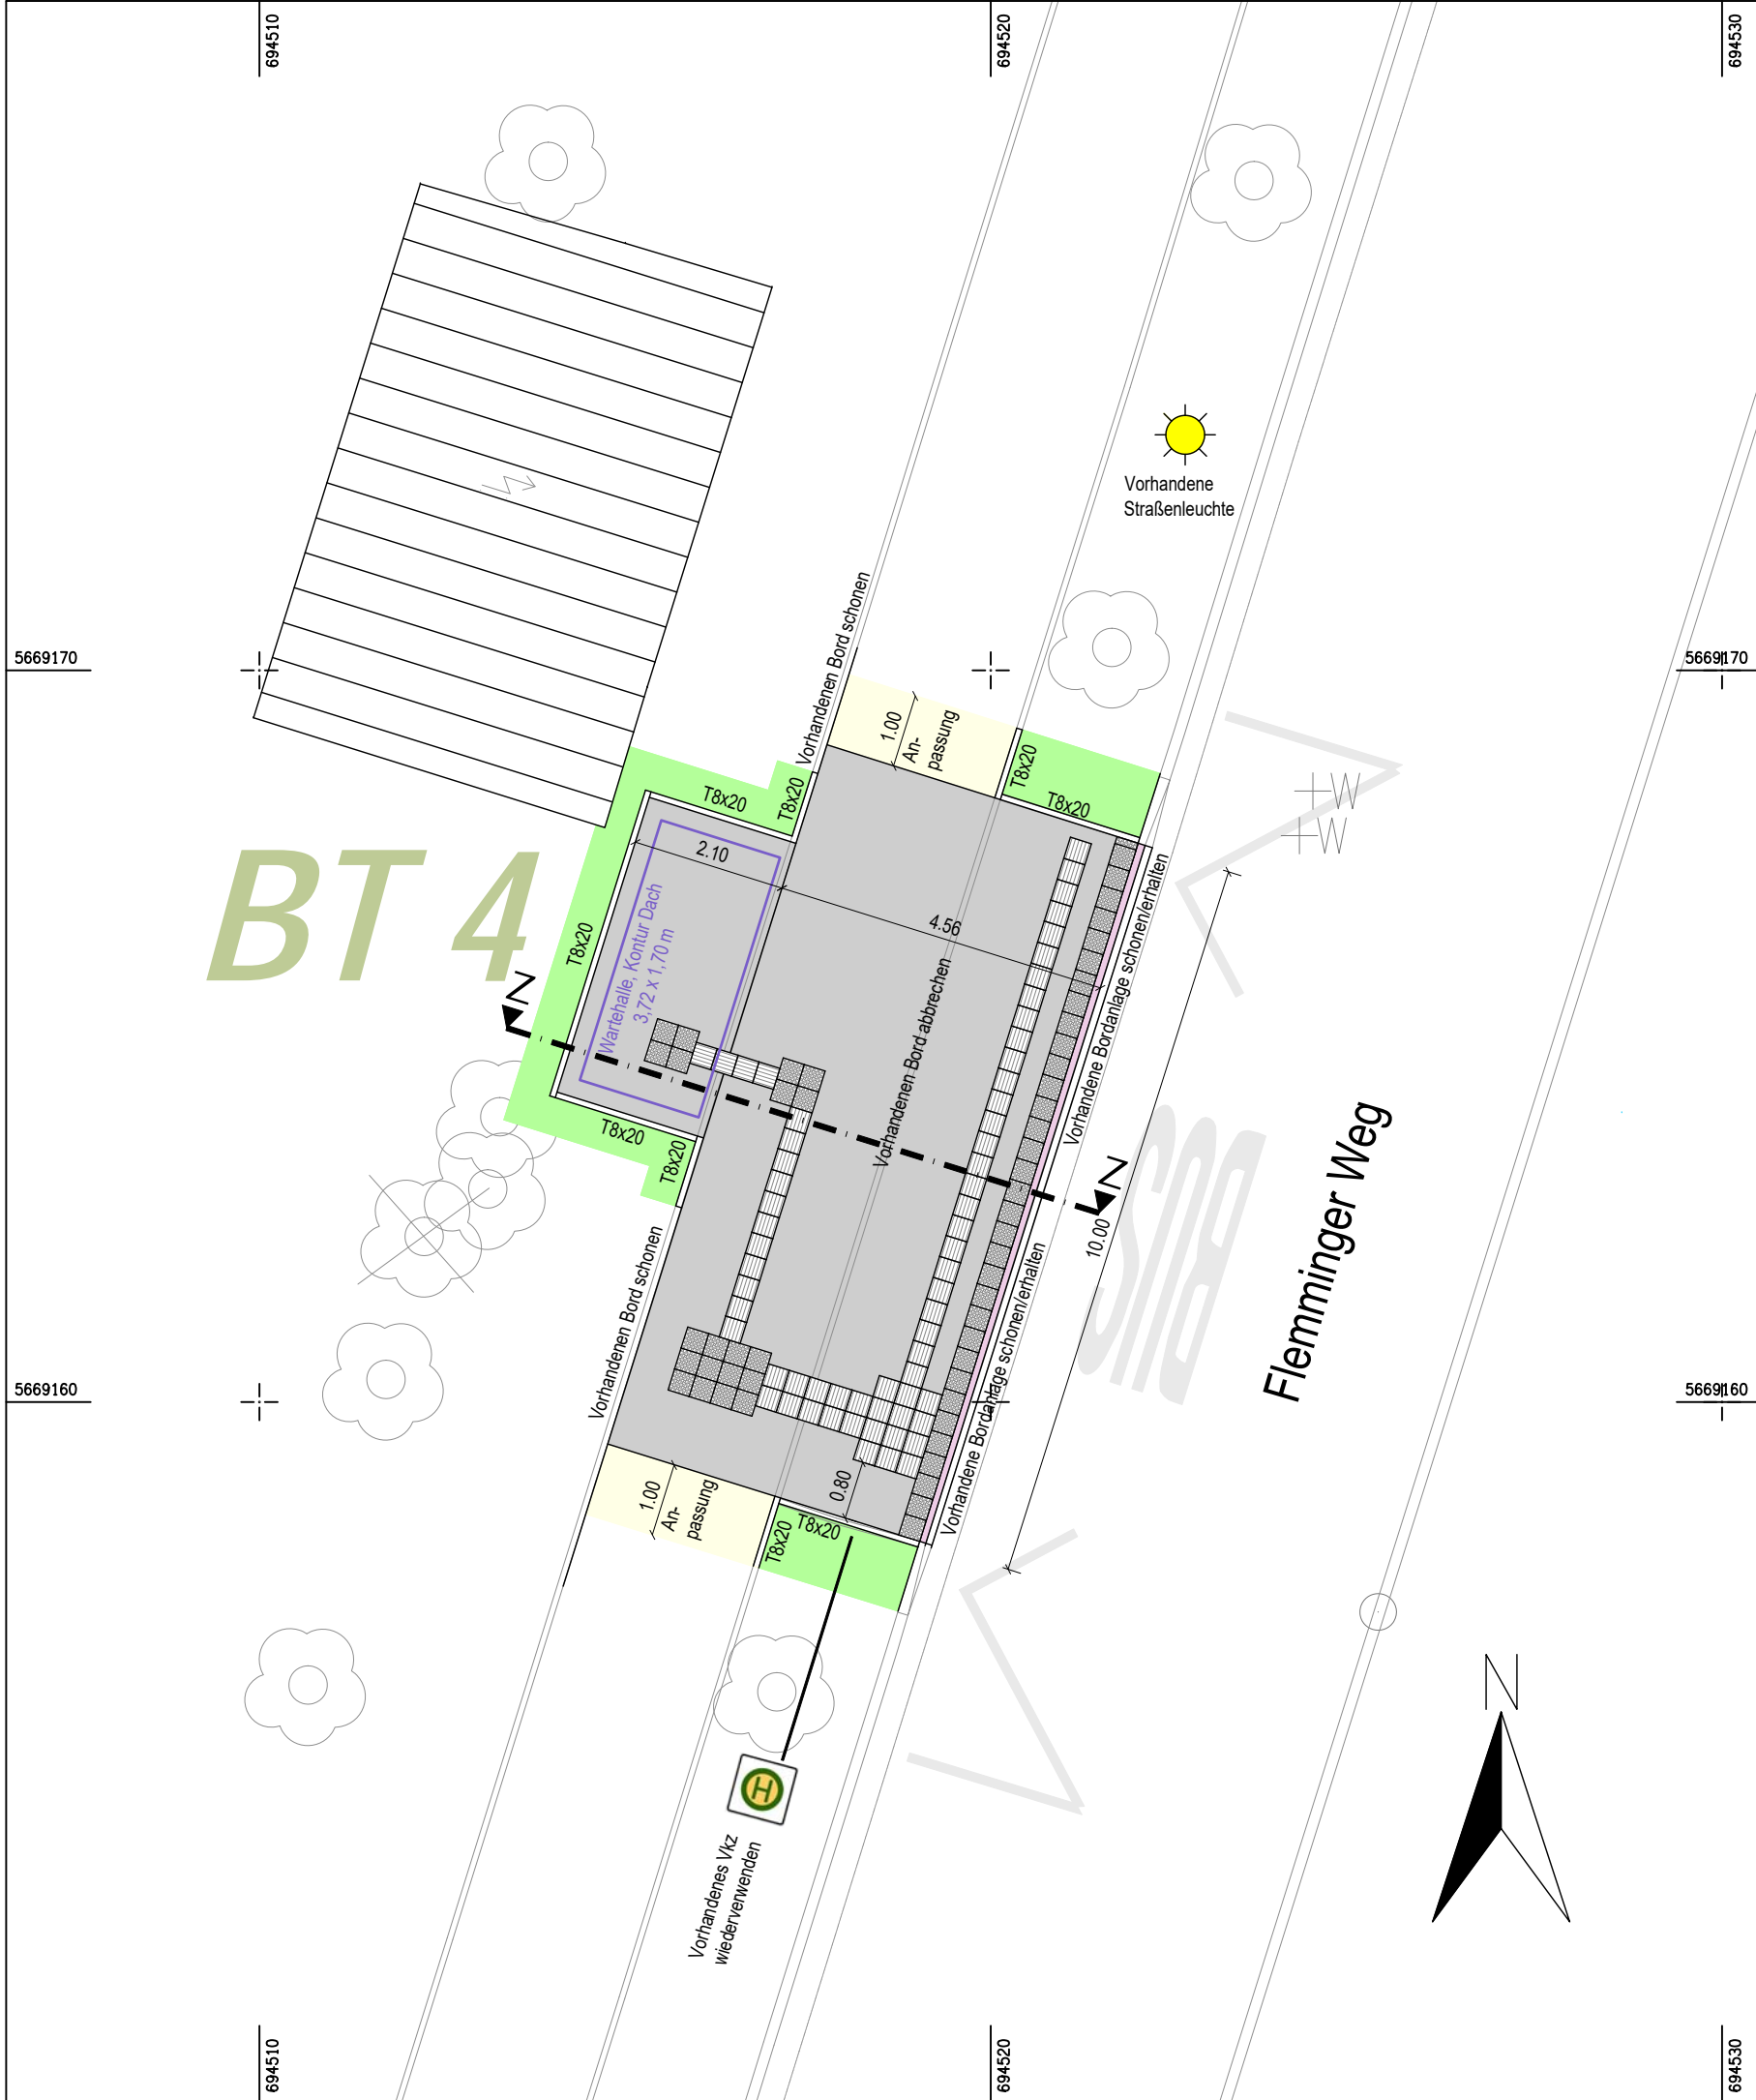 694510
694520
694530
Vorhandene
Straßenleuchte
5669170
5669170
Vorhandenen Bord schonen
1.00
An-
passung
T8x20
T8x20
T8x20
T8x20
W
W
W
2.10
4.56
BT 4
T8x20
Wartehalle, Kontur Dach
3,72 x 1,70 m
Vorhandenen Bord abbrechen
Vorhandene Bordanlage schonen/erhalten
Z
Z
T8x20
T8x20
BUS
10.00
Flemminger Weg
Vorhandenen Bord schonen
Vorhandene Bordanlage schonen/erhalten
5669160
5669160
1.00
An-
passung
0.80
T8x20
T8x20
H
Vorhandenes Vkz
wiederverwenden
N
694510
694520
694530